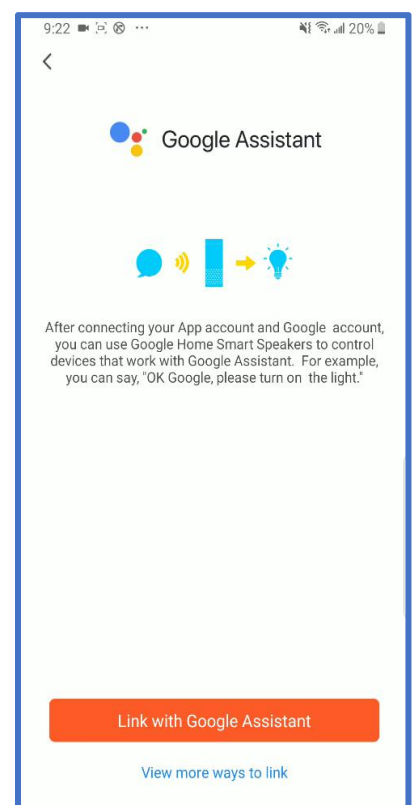 9:22 ... 20%
Google Assistant
After connecting your App account and Google account,
you can use Google Home Smart Speakers to control
devices that work with Google Assistant. For example,
you can say, "OK Google, please turn on the light."
Link with Google Assistant
View more ways to link